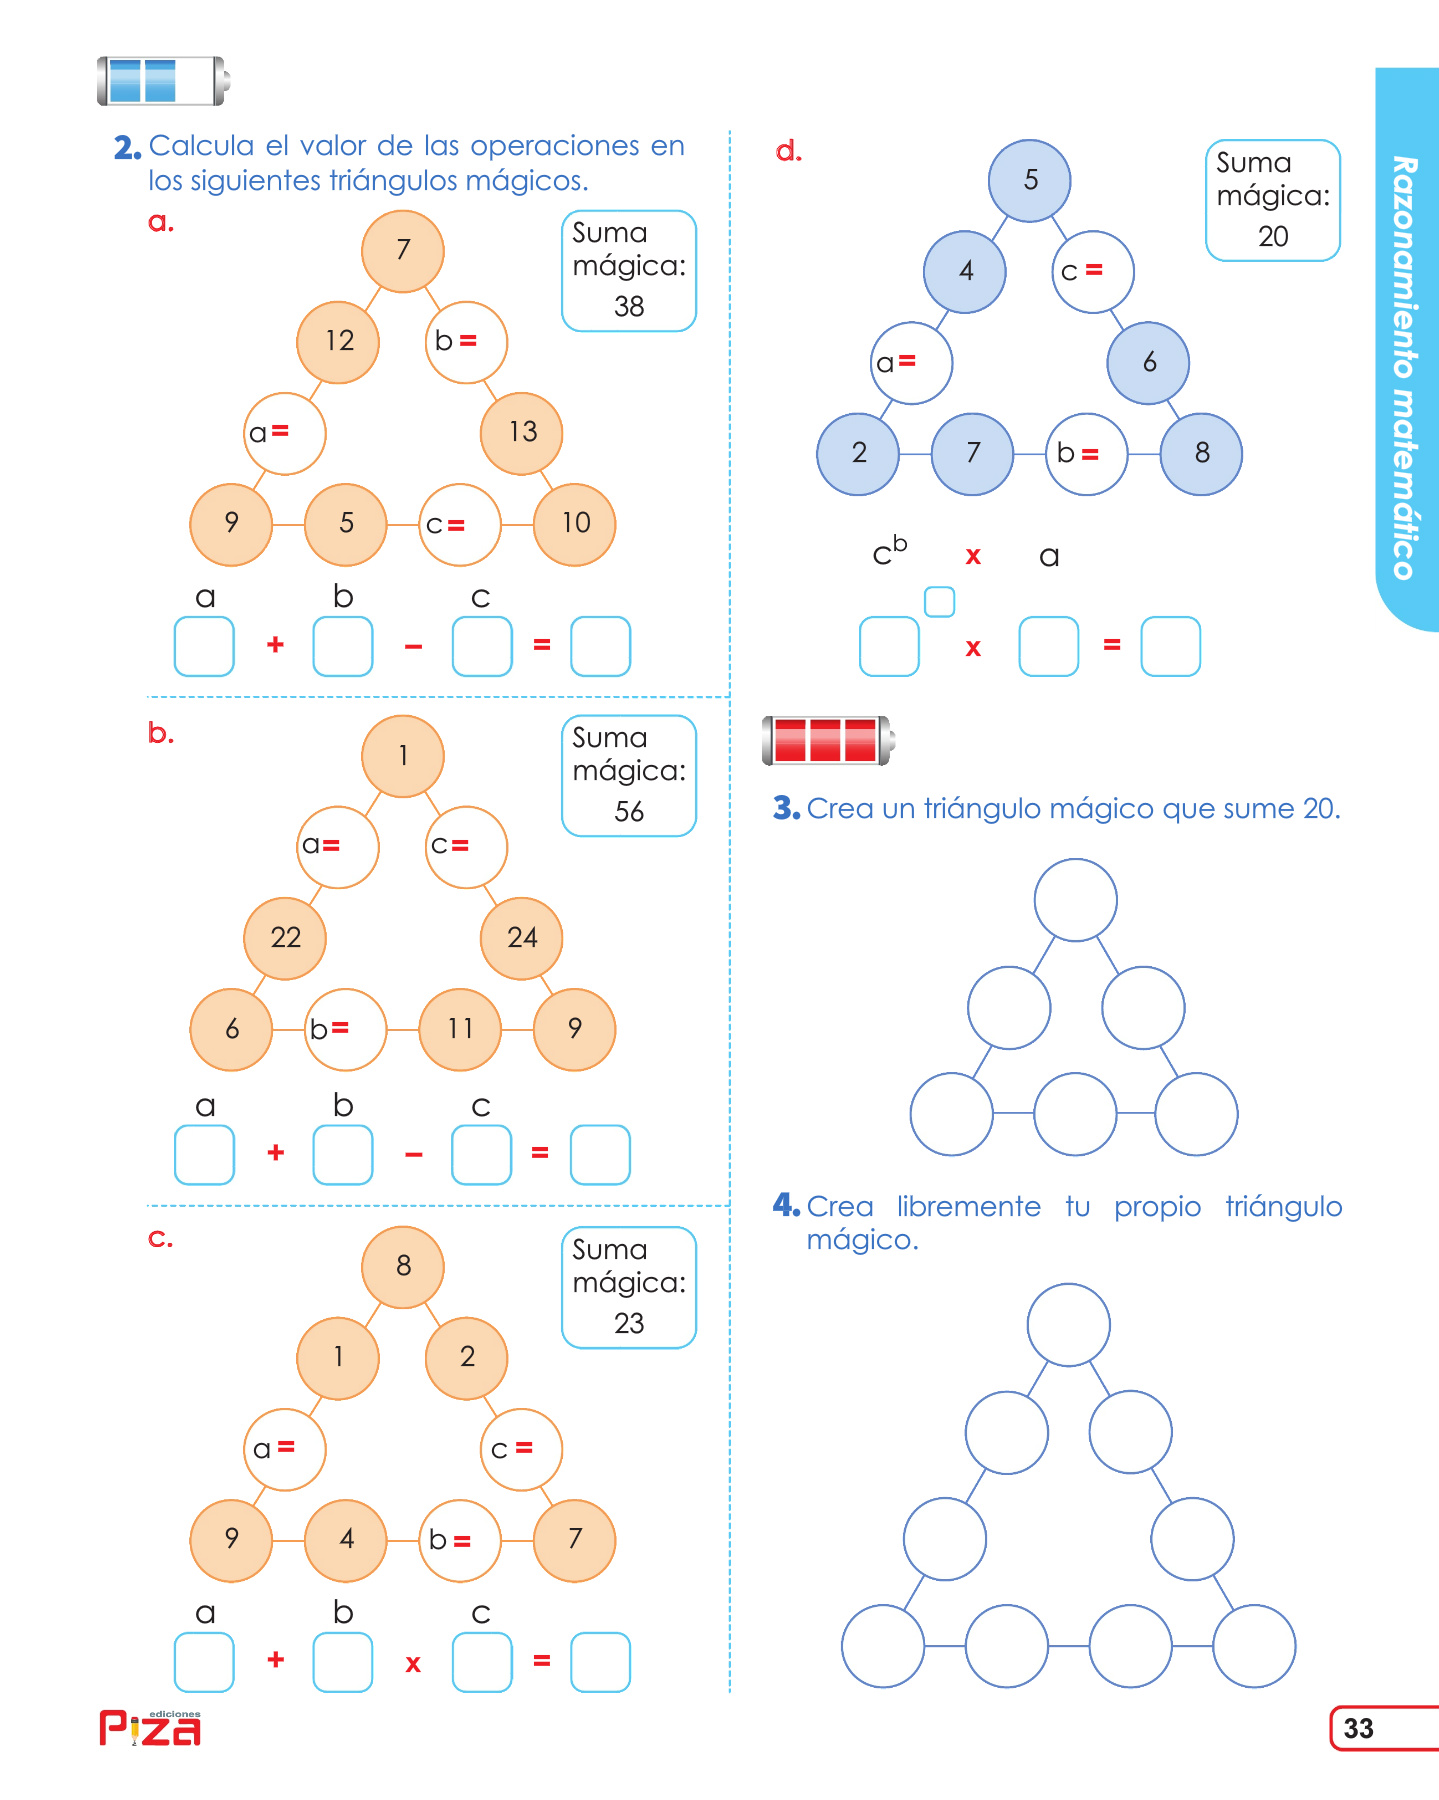 2. Calcula el valor de las operaciones en
los siguientes triángulos mágicos.
a.
Suma
mágica:
38
7
12
b =
a =
13
9
5
c =
10
a b c
+ – =
b.
Suma
mágica:
56
1
a =
c =
22
24
6
b =
11
9
a b c
+ – =
c.
Suma
mágica:
23
8
1
2
a =
c =
9
4
b =
7
a b c
+ x =
ediciones
Piza
d.
Suma
mágica:
20
5
4
c =
a =
6
2
7
b =
8
cᵇ x a
x =
3. Crea un triángulo mágico que sume 20.
4. Crea libremente tu propio triángulo
mágico.
Razonamiento matemático
33